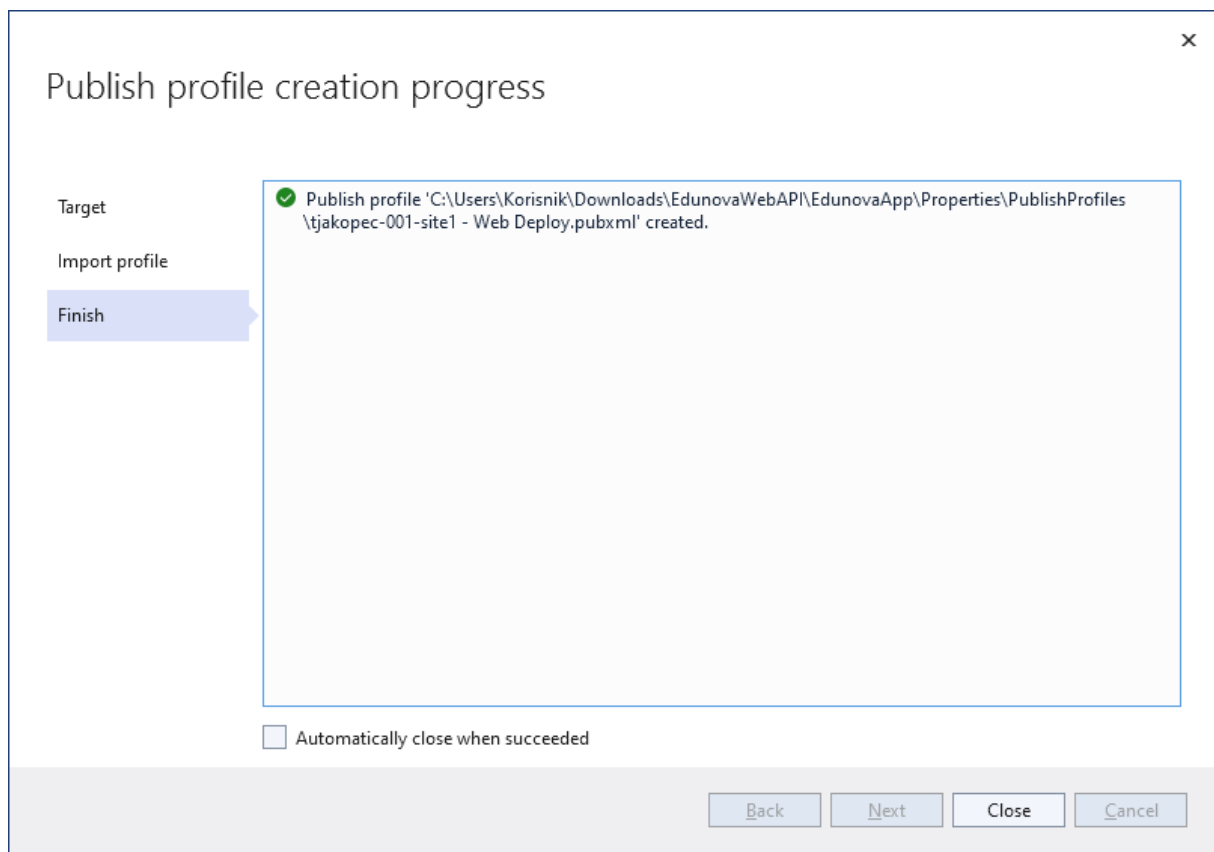 Publish profile creation progress
Target
Import profile
Finish
Publish profile 'C:\Users\Korisnik\Downloads\EdunovaWebAPI\EdunovaApp\Properties\PublishProfiles
\tjakopec-001-site1 - Web Deploy.pubxml' created.
Automatically close when succeeded
Back
Next
Close
Cancel